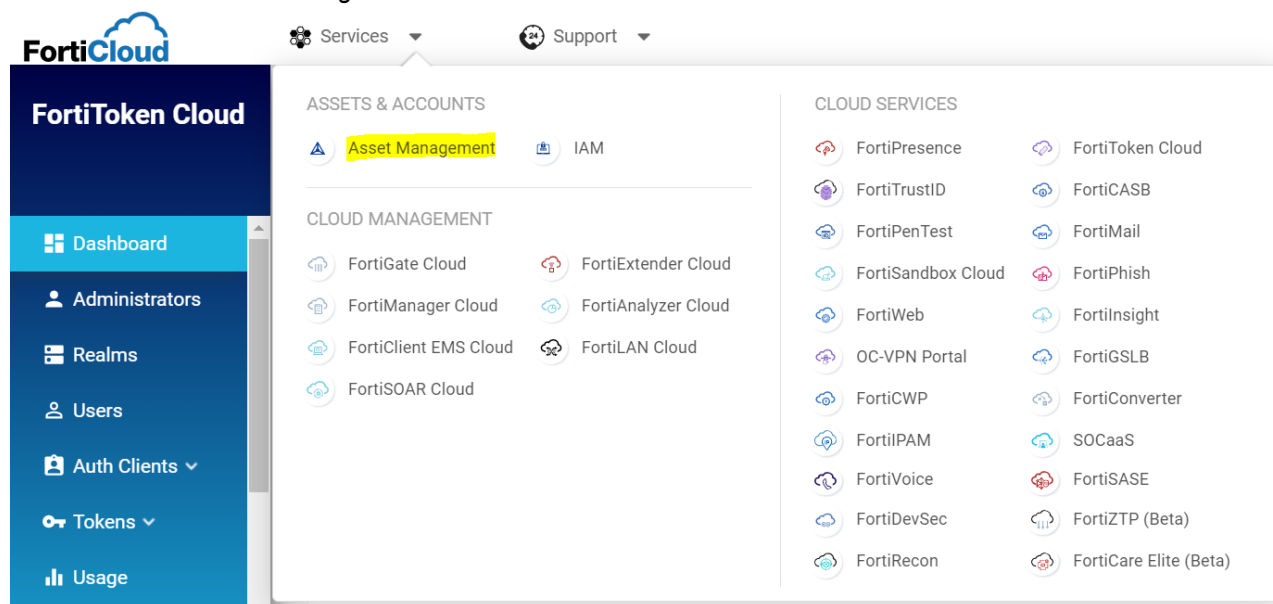 FortiCloud
Services
24
Support
FortiToken Cloud
Dashboard
Administrators
Realms
Users
Auth Clients
Tokens
Usage
ASSETS & ACCOUNTS
Asset Management
IAM
CLOUD MANAGEMENT
FortiGate Cloud
FortiExtender Cloud
FortiManager Cloud
FortiAnalyzer Cloud
FortiClient EMS Cloud
FortiLAN Cloud
FortiSOAR Cloud
CLOUD SERVICES
FortiPresence
FortiToken Cloud
FortiTrustID
FortiCASB
FortiPenTest
FortiMail
FortiSandbox Cloud
FortiPhish
FortiWeb
FortiInsight
OC-VPN Portal
FortiGSLB
FortiCWP
FortiConverter
FortiIPAM
SOCaaS
FortiVoice
FortiSASE
FortiDevSec
FortiZTP (Beta)
FortiRecon
FortiCare Elite (Beta)